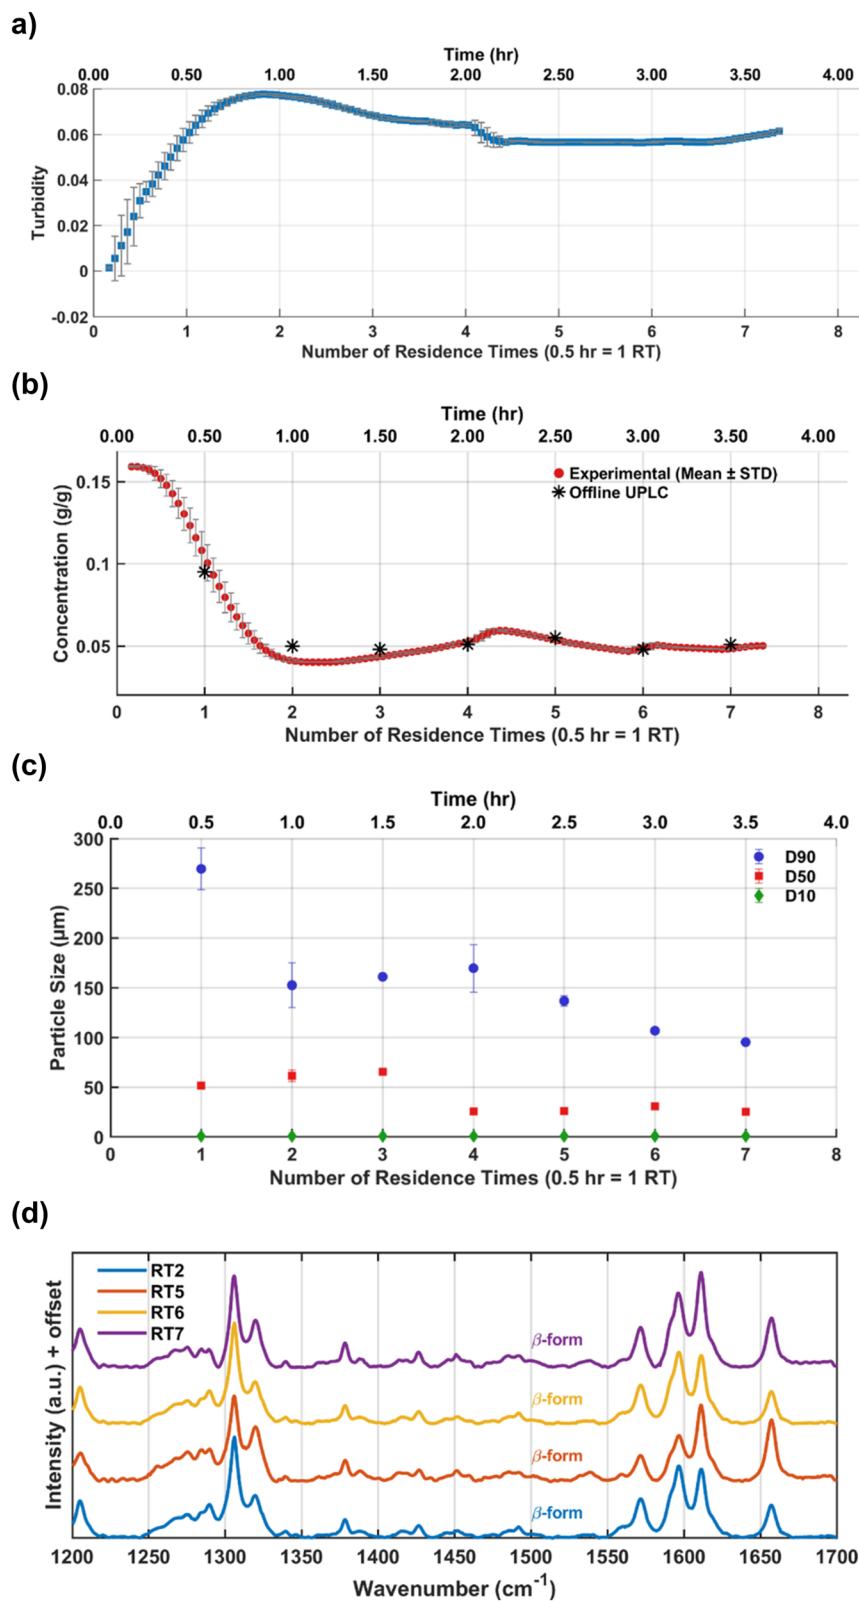 a)
Time (hr)
0.00 0.50 1.00 1.50 2.00 2.50 3.00 3.50 4.00
0.08
0.06
0.04
0.02
0
-0.02
Turbidity
0 1 2 3 4 5 6 7 8
Number of Residence Times (0.5 hr = 1 RT)
(b)
Time (hr)
0.00 0.50 1.00 1.50 2.00 2.50 3.00 3.50 4.00
Experimental (Mean ± STD)
Offline UPLC
0.15
0.1
0.05
Concentration (g/g)
0 1 2 3 4 5 6 7 8
Number of Residence Times (0.5 hr = 1 RT)
(c)
Time (hr)
0.0 0.5 1.0 1.5 2.0 2.5 3.0 3.5 4.0
D90
D50
D10
300
250
200
150
100
50
0
Particle Size (µm)
0 1 2 3 4 5 6 7 8
Number of Residence Times (0.5 hr = 1 RT)
(d)
RT2
RT5
RT6
RT7
β-form
β-form
β-form
β-form
Intensity (a.u.) + offset
1200 1250 1300 1350 1400 1450 1500 1550 1600 1650 1700
Wavenumber (cm⁻¹)